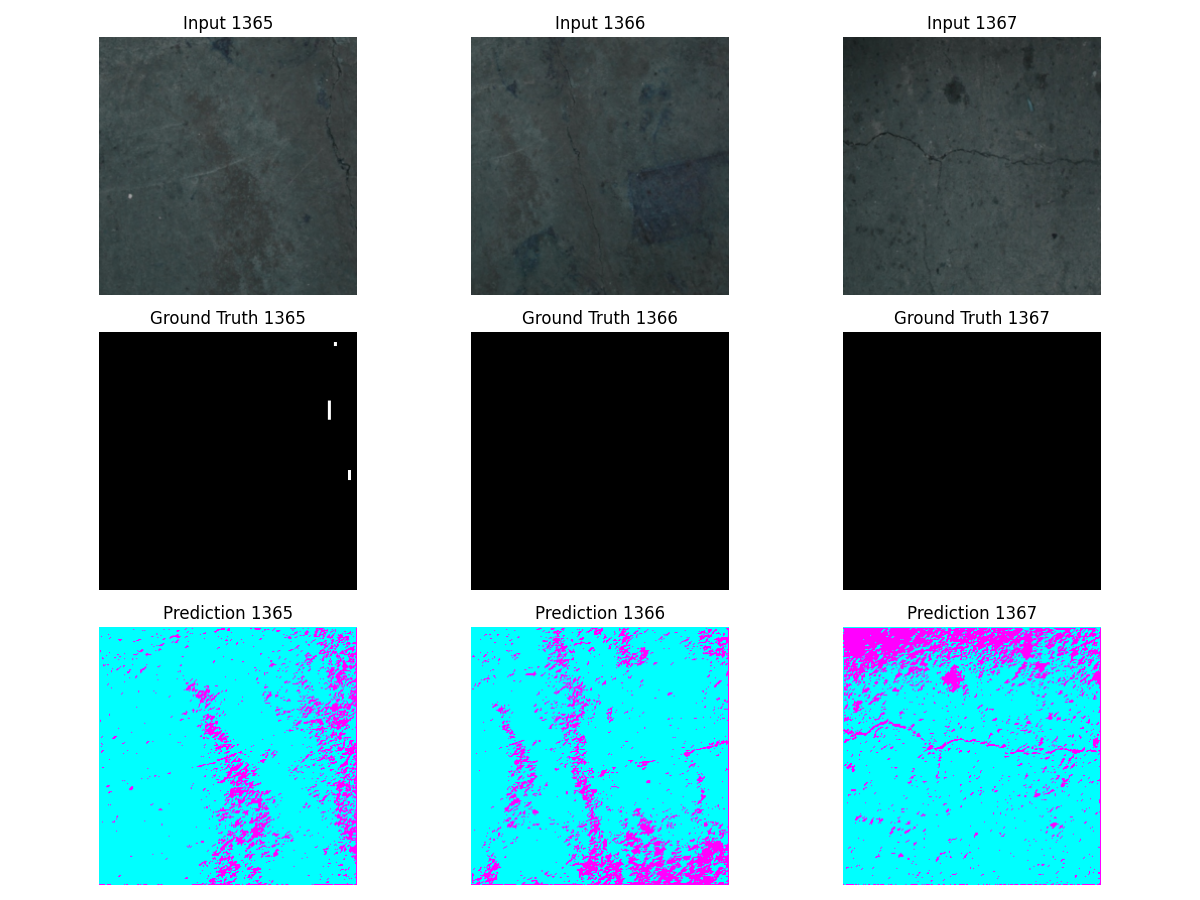 Input 1365
Input 1366
Input 1367
Ground Truth 1365
Ground Truth 1366
Ground Truth 1367
Prediction 1365
Prediction 1366
Prediction 1367